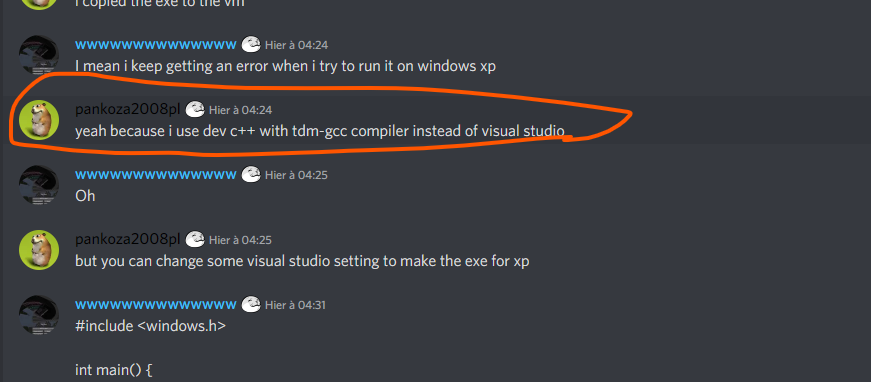 I copied the exe to the vm
wwwwwwwwwwwwww Hier à 04:24
I mean i keep getting an error when i try to run it on windows xp
pankoza2008pl Hier à 04:24
yeah because i use dev c++ with tdm-gcc compiler instead of visual studio
wwwwwwwwwwwwww Hier à 04:25
Oh
pankoza2008pl Hier à 04:25
but you can change some visual studio setting to make the exe for xp
wwwwwwwwwwwwww Hier à 04:31
#include <windows.h>
int main() {